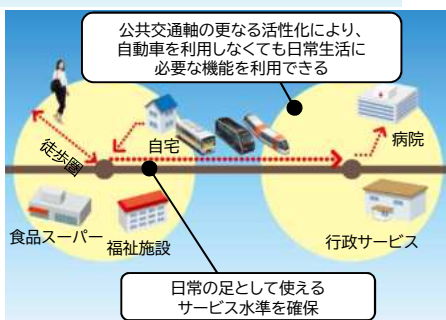 公共交通軸の更なる活性化により、
自動車を利用しなくても日常生活に
必要な機能を利用できる
徒歩圏
自宅
病院
食品スーパー
福祉施設
行政サービス
日常の足として使える
サービス水準を確保